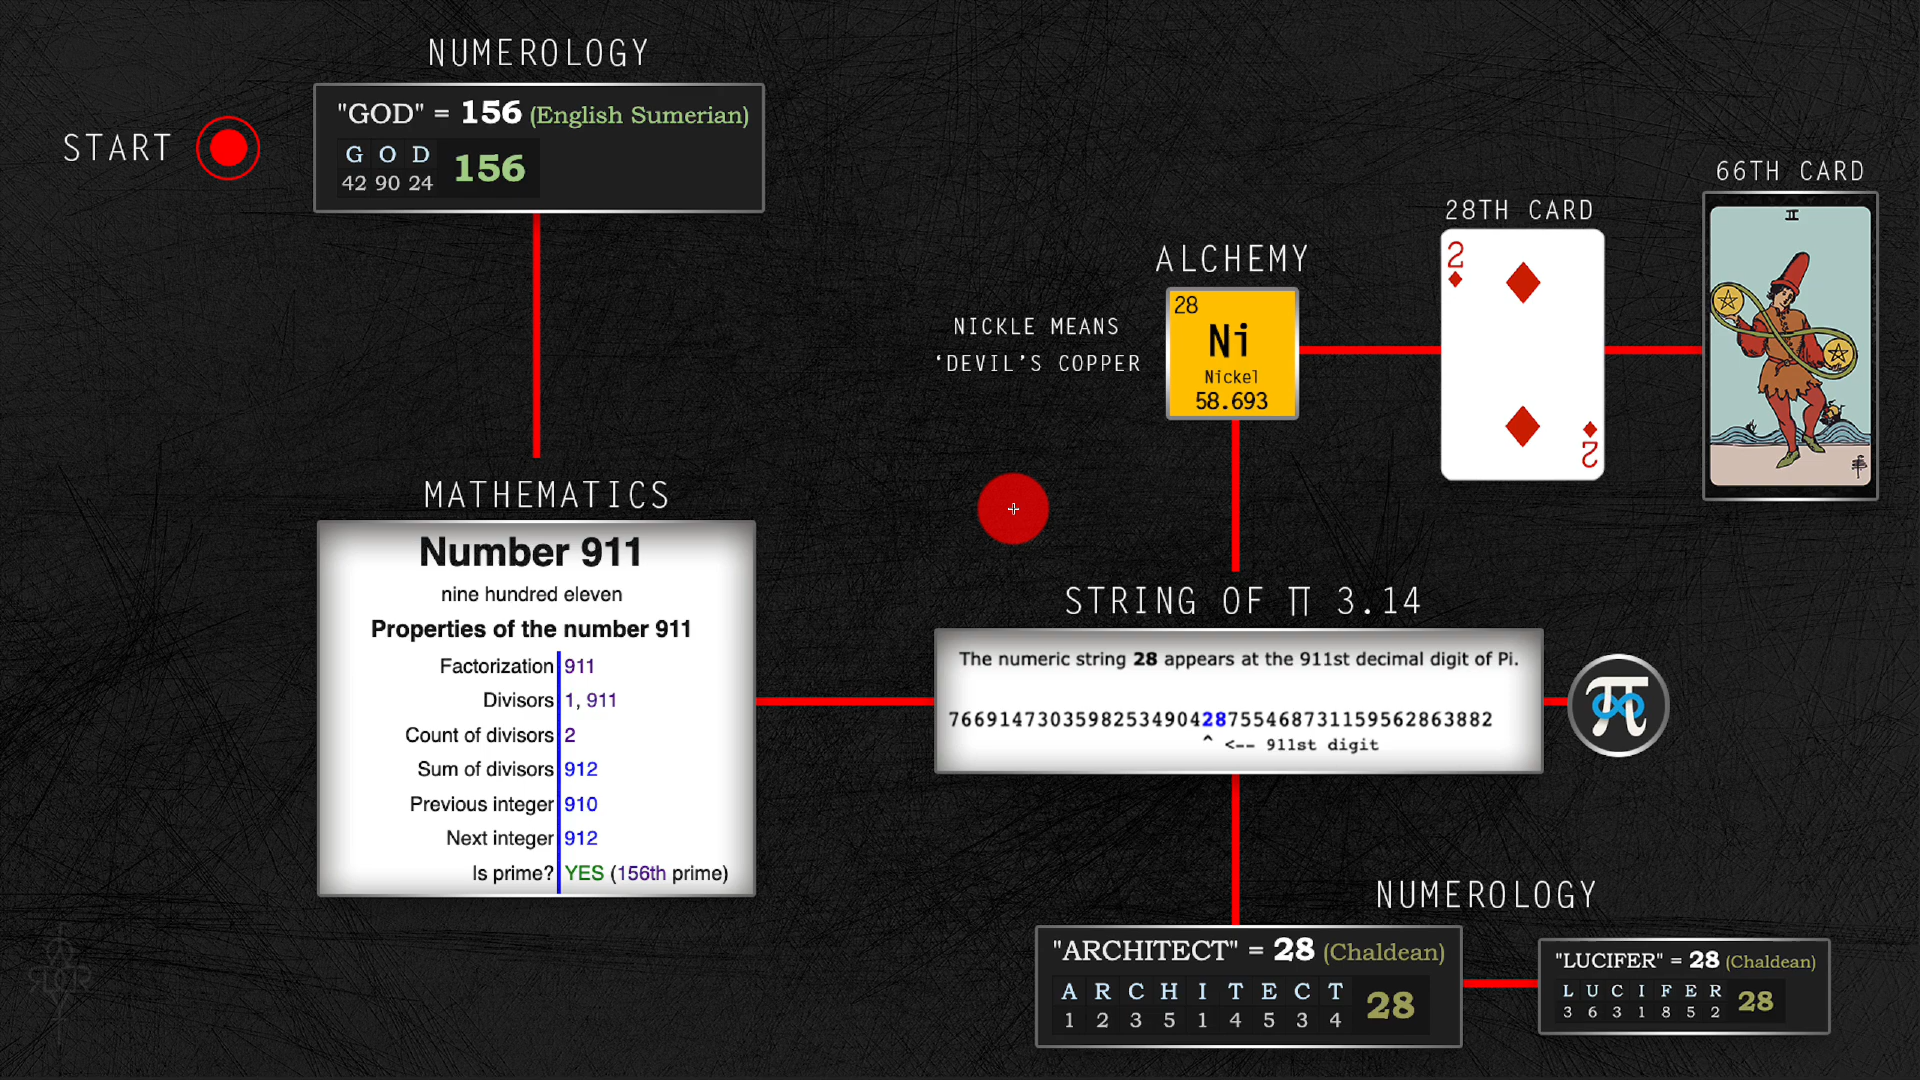 NUMEROLOGY
START
"GOD" = 156 (English Sumerian)
G O D 156
42 90 24
66TH CARD
28TH CARD
II
2
2
ALCHEMY
NICKLE MEANS
'DEVIL'S COPPER
28
Ni
Nickel
58.693
MATHEMATICS
Number 911
nine hundred eleven
Properties of the number 911
Factorization 911
Divisors 1, 911
Count of divisors 2
Sum of divisors 912
Previous integer 910
Next integer 912
Is prime? YES (156th prime)
STRING OF π 3.14
The numeric string 28 appears at the 911st decimal digit of Pi.
7669147303598253490428755468731159562863882
^ <-- 911st digit
π
NUMEROLOGY
"ARCHITECT" = 28 (Chaldean)
A R C H I T E C T 28
1 2 3 5 1 4 5 3 4
"LUCIFER" = 28 (Chaldean)
L U C I F E R 28
3 6 3 1 8 5 2